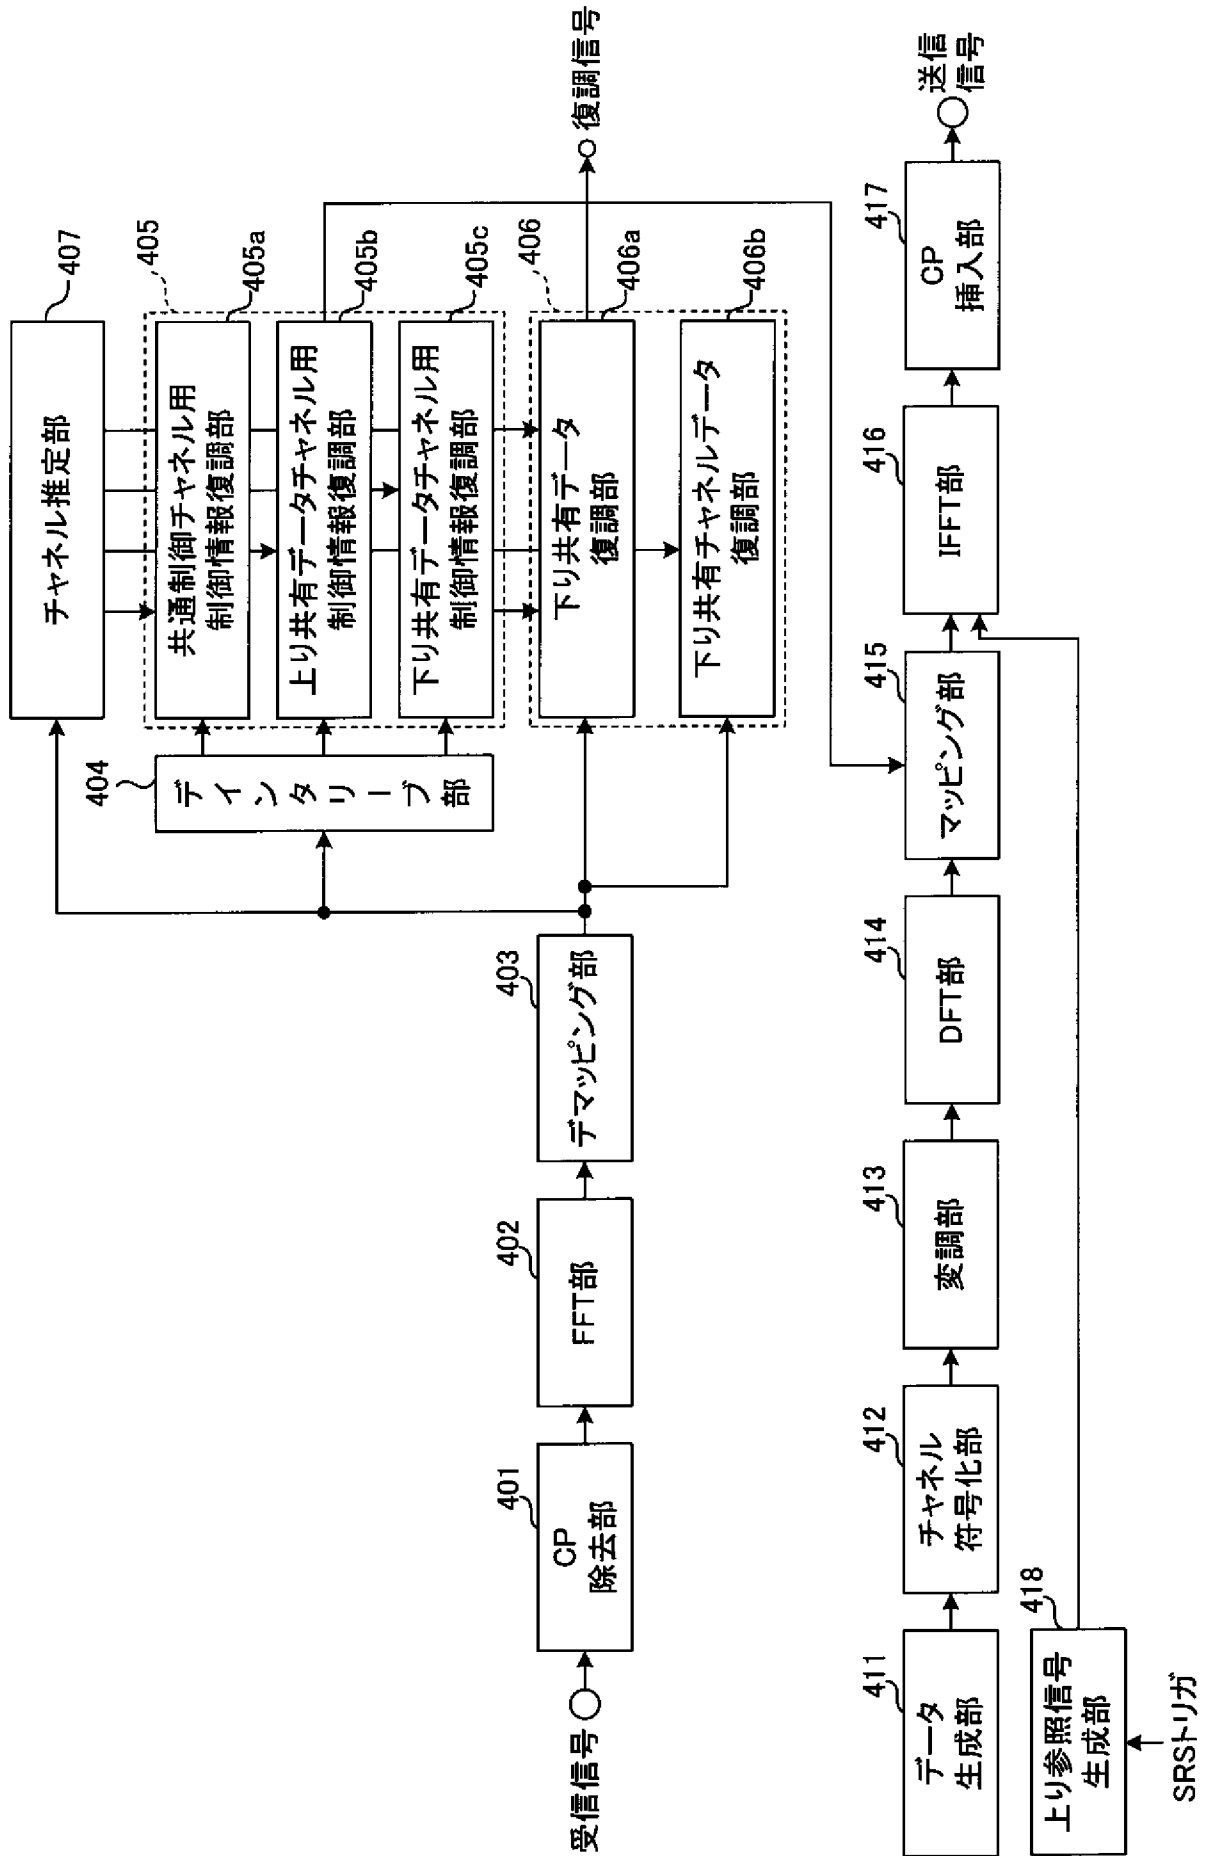 407
チャネル推定部
405
405a
共通制御チャネル用
制御情報復調部
405b
上り共有データチャネル用
制御情報復調部
405c
下り共有データチャネル用
制御情報復調部
404
デインタリーブ部
406
406a
下り共有データ
復調部
406b
下り共有チャネルデータ
復調部
復調信号
受信信号
401
CP
除去部
402
FFT部
403
デマッピング部
411
データ
生成部
412
チャネル
符号化部
413
変調部
414
DFT部
415
マッピング部
416
IFFT部
417
CP
挿入部
送信
信号
418
上り参照信号
生成部
SRSトリガ